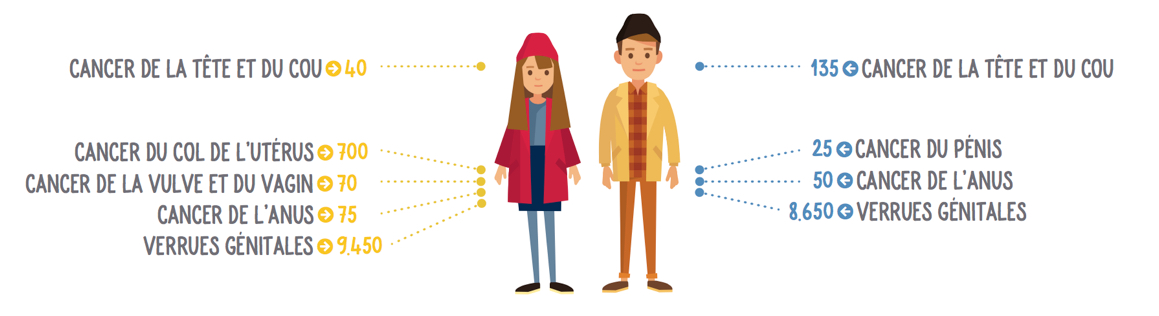 CANCER DE LA TÊTE ET DU COU 40
CANCER DU COL DE L'UTÉRUS 700
CANCER DE LA VULVE ET DU VAGIN 70
CANCER DE L'ANUS 75
VERRUES GÉNITALES 9.450
135 CANCER DE LA TÊTE ET DU COU
25 CANCER DU PÉNIS
50 CANCER DE L'ANUS
8.650 VERRUES GÉNITALES